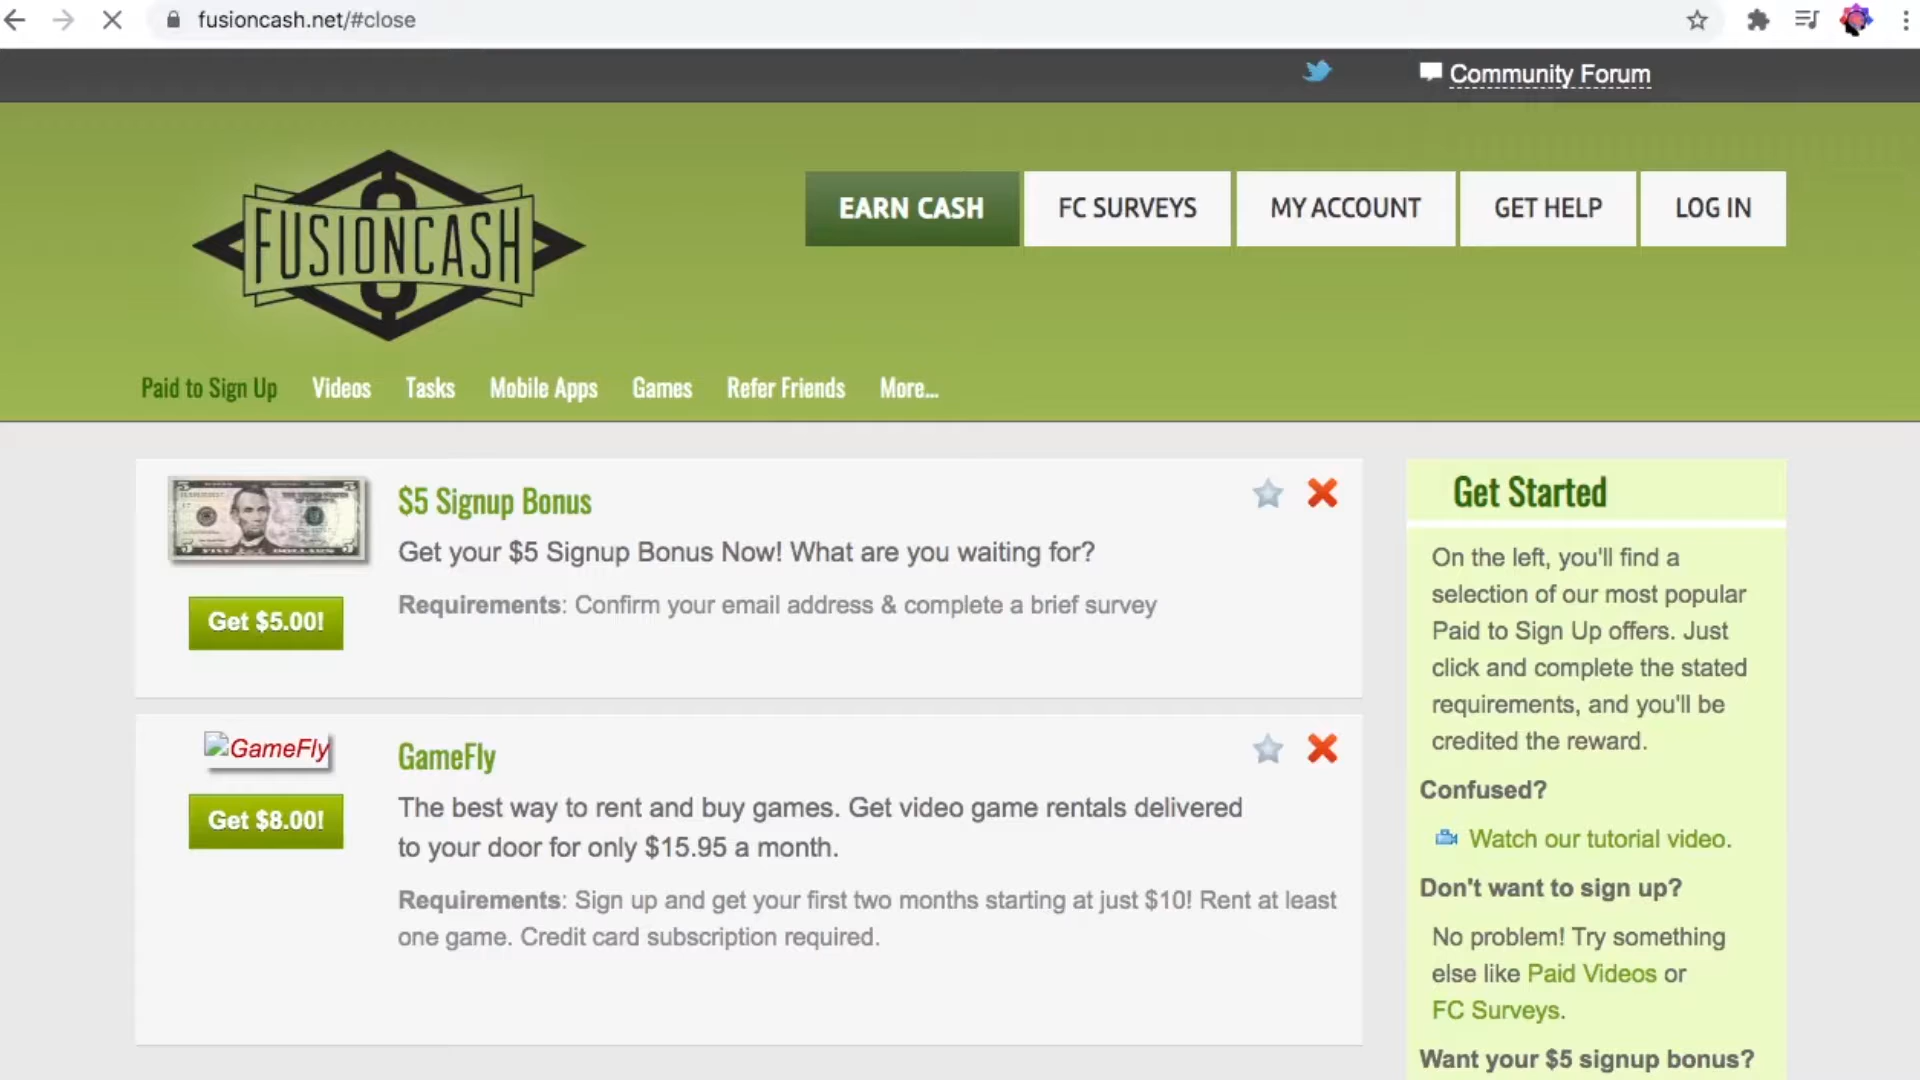 fusioncash.net/#close
Community Forum
FUSIONCASH
EARN CASH
FC SURVEYS
MY ACCOUNT
GET HELP
LOG IN
Paid to Sign Up
Videos
Tasks
Mobile Apps
Games
Refer Friends
More...
$5 Signup Bonus
Get your $5 Signup Bonus Now! What are you waiting for?
Requirements: Confirm your email address & complete a brief survey
Get $5.00!
GameFly
GameFly
The best way to rent and buy games. Get video game rentals delivered
to your door for only $15.95 a month.
Get $8.00!
Requirements: Sign up and get your first two months starting at just $10! Rent at least
one game. Credit card subscription required.
Get Started
On the left, you'll find a
selection of our most popular
Paid to Sign Up offers. Just
click and complete the stated
requirements, and you'll be
credited the reward.
Confused?
Watch our tutorial video.
Don't want to sign up?
No problem! Try something
else like Paid Videos or
FC Surveys.
Want your $5 signup bonus?